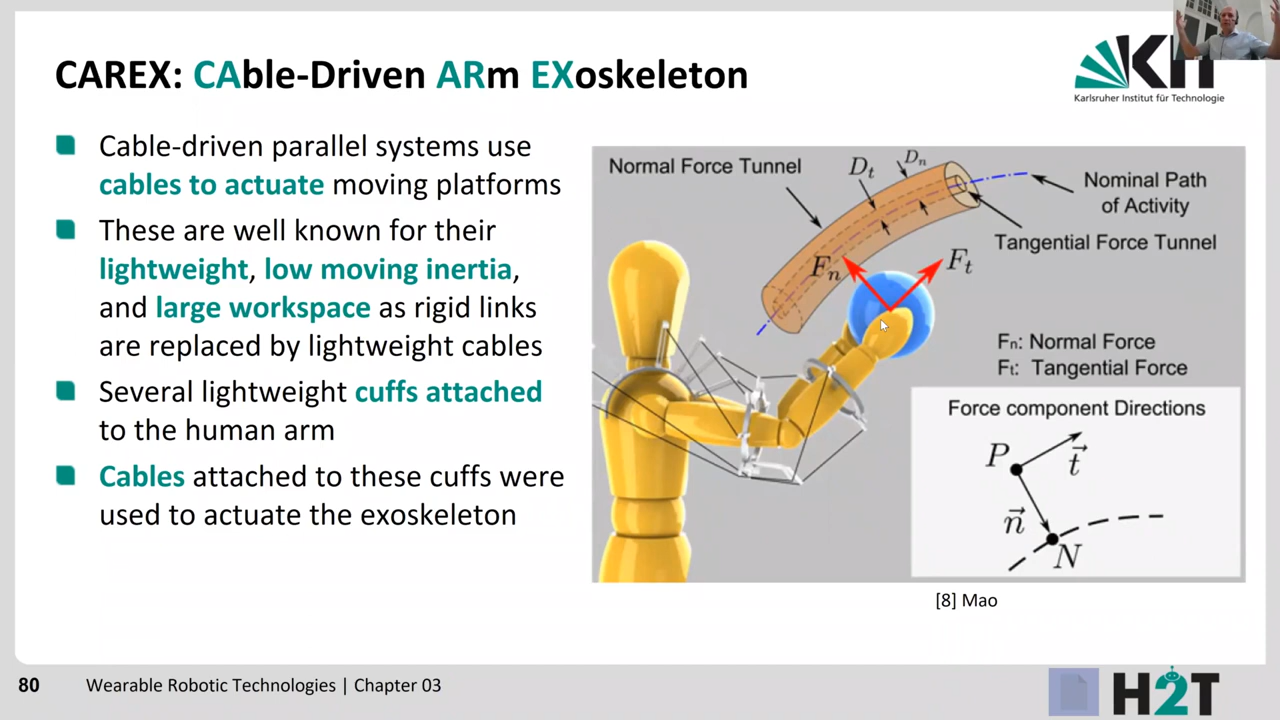 CAREX: CAble-Driven ARm EXoskeleton
KIT
Karlsruher Institut für Technologie
Cable-driven parallel systems use
cables to actuate moving platforms
These are well known for their
lightweight, low moving inertia,
and large workspace as rigid links
are replaced by lightweight cables
Several lightweight cuffs attached
to the human arm
Cables attached to these cuffs were
used to actuate the exoskeleton
Normal Force Tunnel
Dt
Dn
Nominal Path
of Activity
Tangential Force Tunnel
Fn
Ft
Fn: Normal Force
Ft: Tangential Force
Force component Directions
P
t
n
N
[8] Mao
80
Wearable Robotic Technologies | Chapter 03
H2T